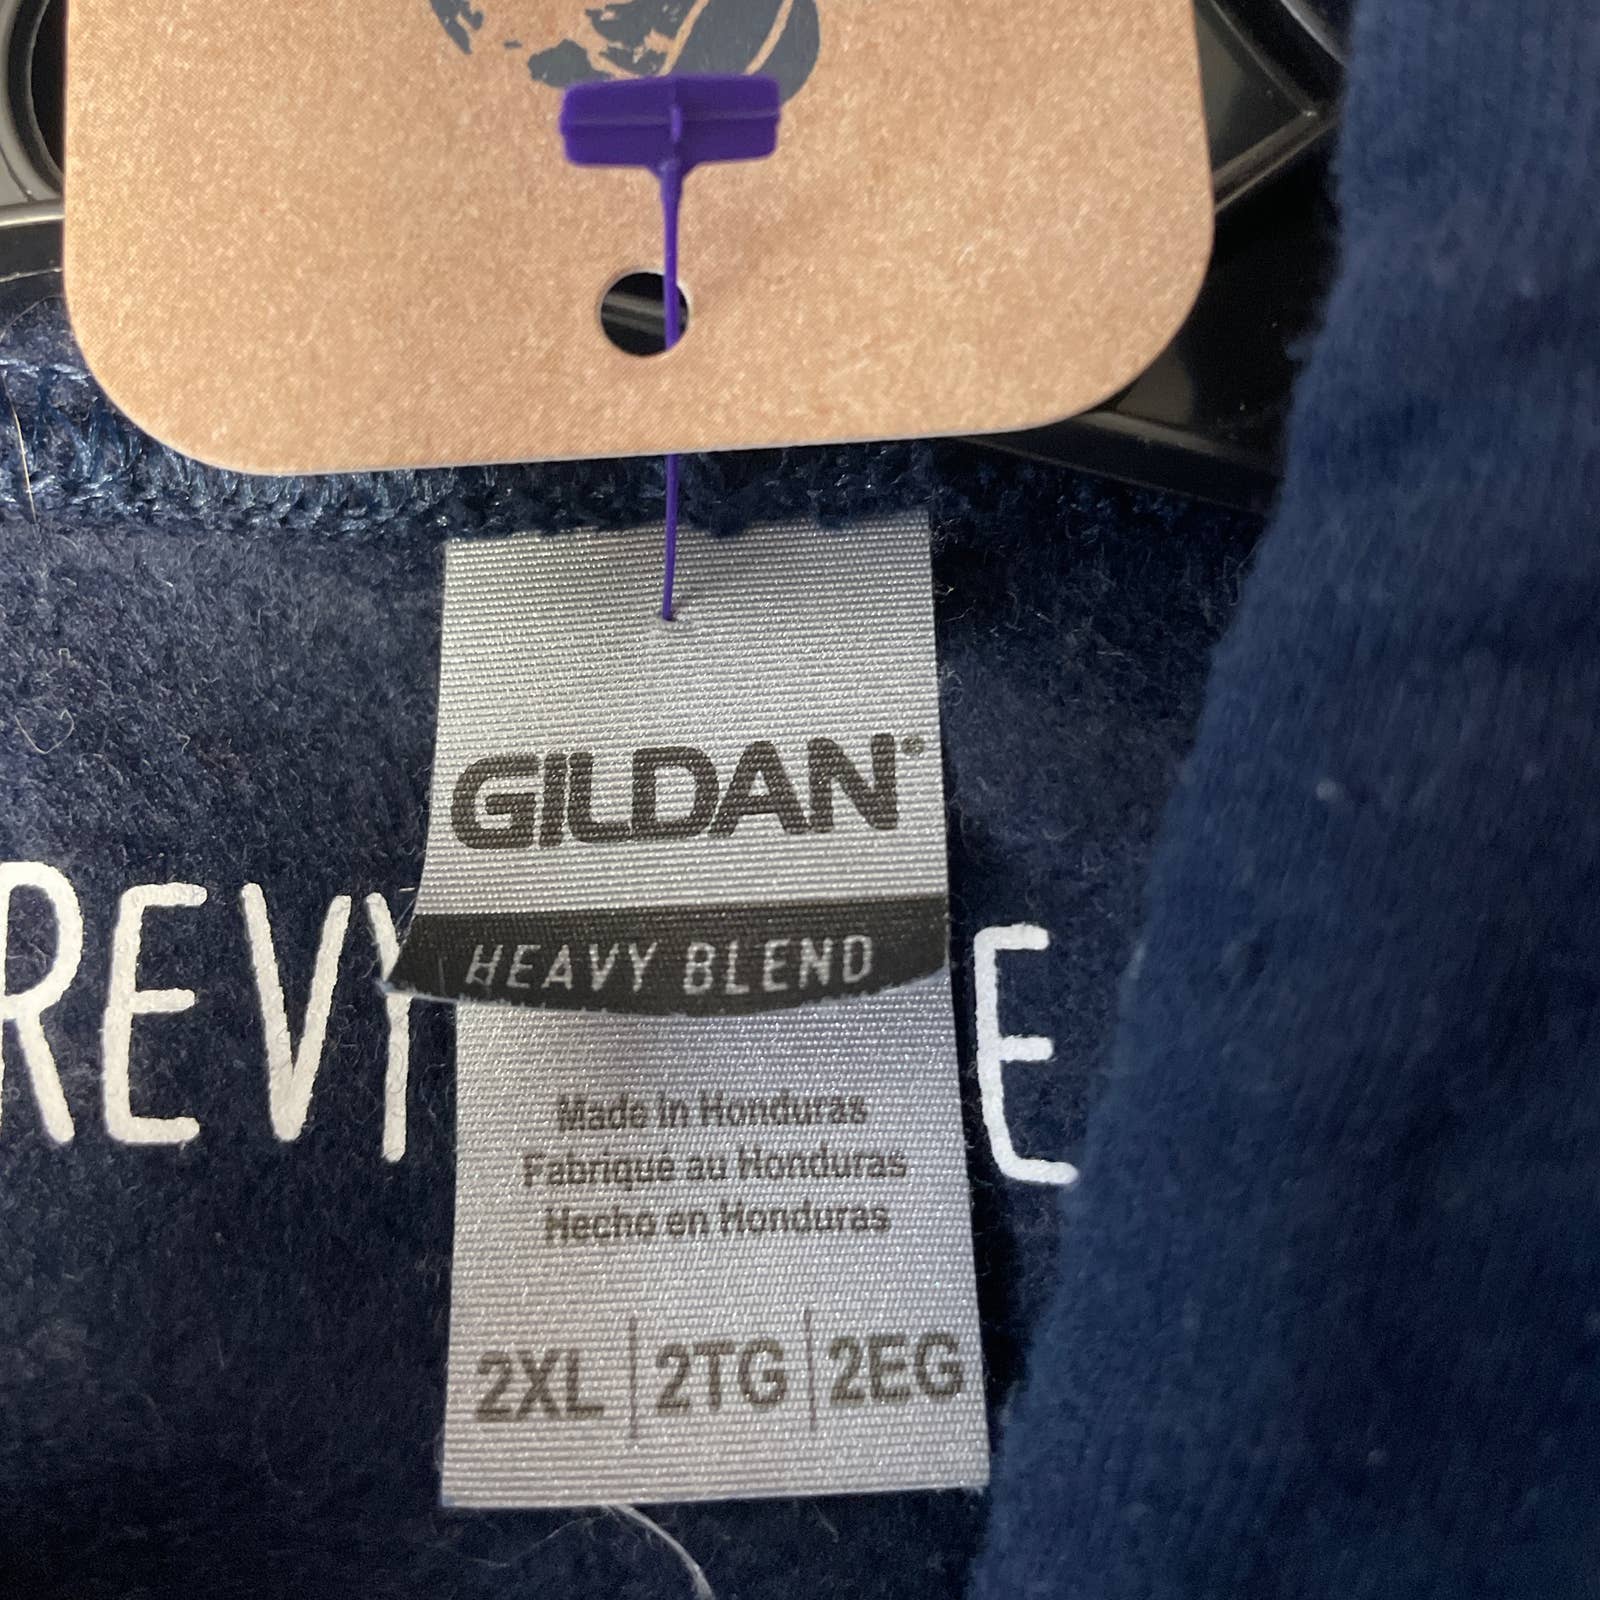 GILDAN®
HEAVY BLEND
REVY
E
Made in Honduras
Fabriqué au Honduras
Hecho en Honduras
2XL | 2TG | 2EG